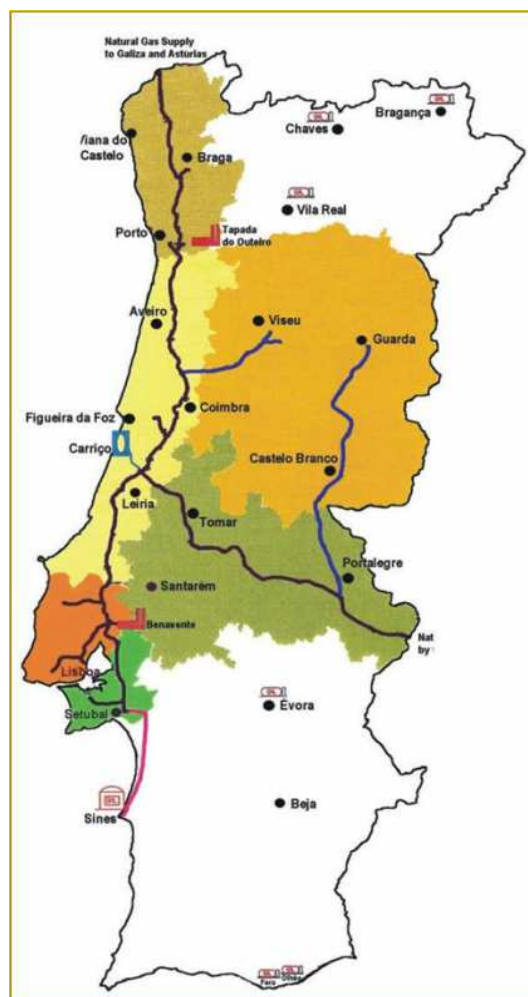 Natural Gas Supply
to Galiza and Astúrias
Bragança
Chaves
Viana do
Castelo
Braga
Vila Real
Porto
Tapada
do Outeiro
Aveiro
Viseu
Guarda
Coimbra
Figueira da Foz
Carriço
Castelo Branco
Leiria
Tomar
Portalegre
Santarém
Benavente
Nat
by
Lisboa
Setubal
Évora
Sines
Beja
Faro
Olhão